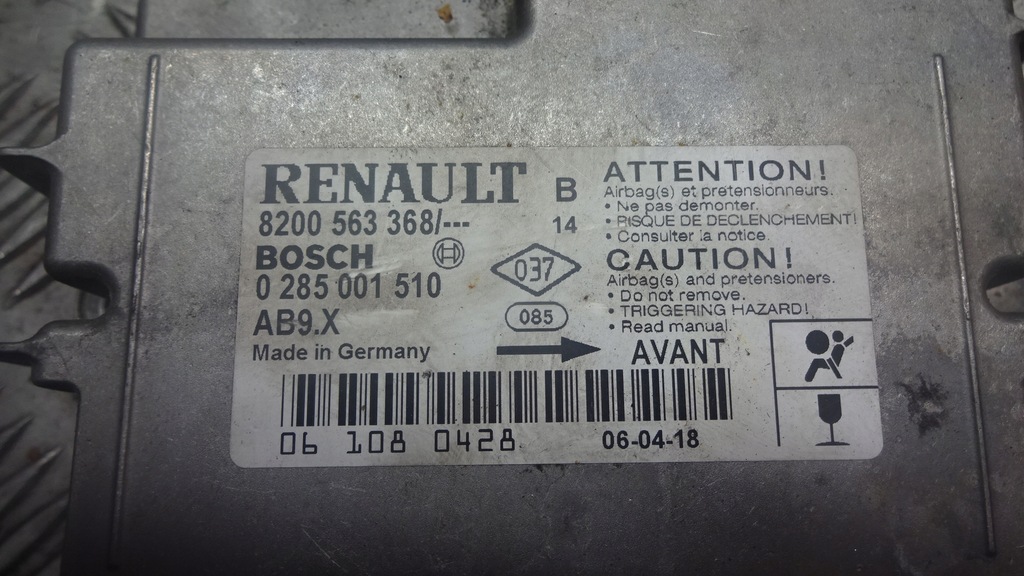 RENAULT B
8200 563 368/--- 14
BOSCH
037
0 285 001 510
085
AB9.X
Made in Germany
AVANT
06 108 0428
06-04-18
ATTENTION!
Airbag(s) et pretensionneurs.
• Ne pas demonter.
• RISQUE DE DECLENCHEMENT!
• Consulter la notice.
CAUTION!
Airbag(s) and pretensioners.
• Do not remove.
• TRIGGERING HAZARD!
• Read manual.